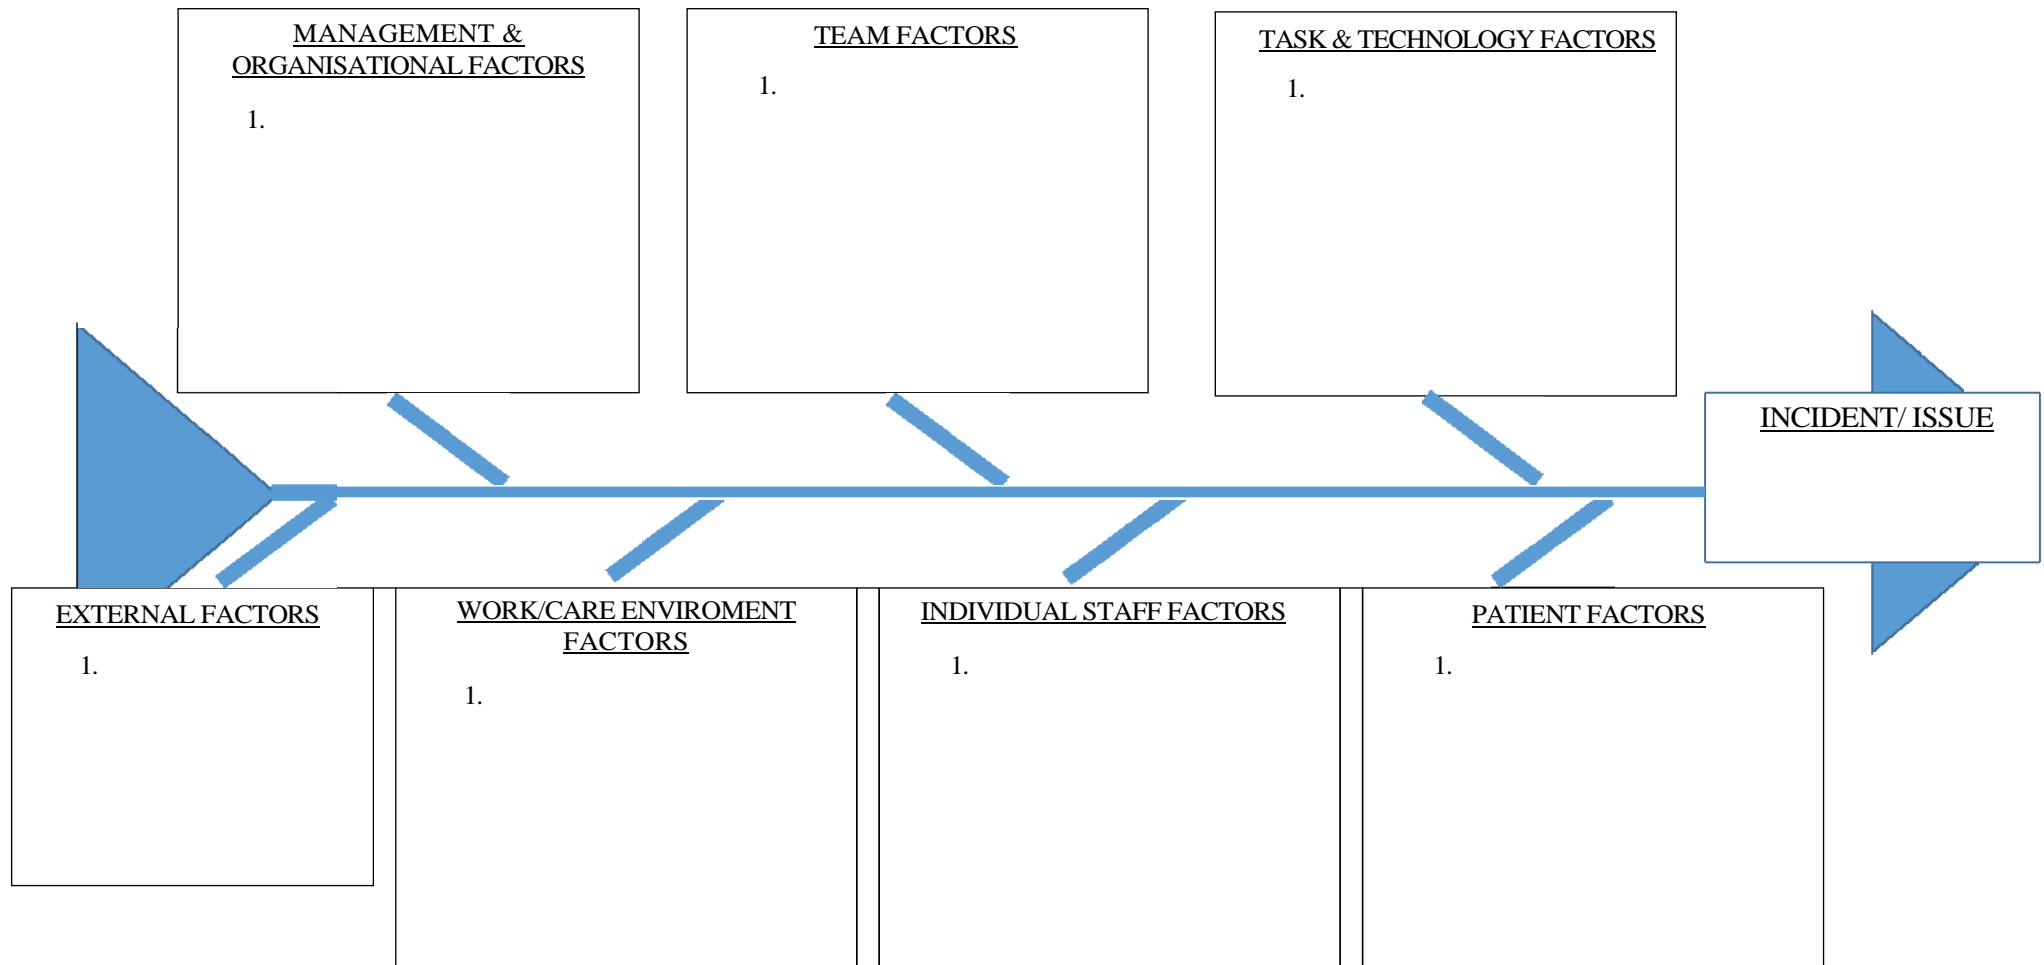 MANAGEMENT &
ORGANISATIONAL FACTORS
1.
TEAM FACTORS
1.
TASK & TECHNOLOGY FACTORS
1.
INCIDENT/ ISSUE
EXTERNAL FACTORS
1.
WORK/CARE ENVIROMENT
FACTORS
1.
INDIVIDUAL STAFF FACTORS
1.
PATIENT FACTORS
1.